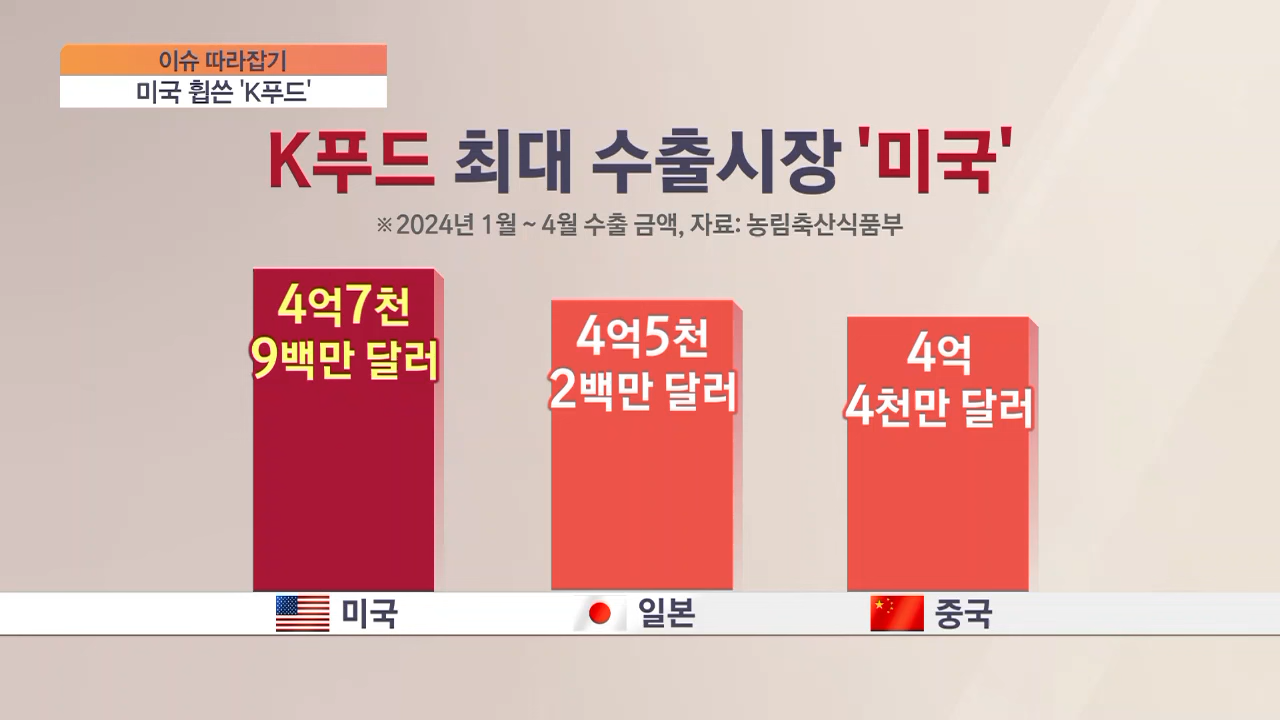 이슈 따라잡기
미국 휩쓴 'K푸드'
K푸드 최대 수출시장 '미국'
※2024년 1월 ~ 4월 수출 금액, 자료: 농림축산식품부
4억7천
9백만 달러
4억5천
2백만 달러
4억
4천만 달러
미국
일본
중국